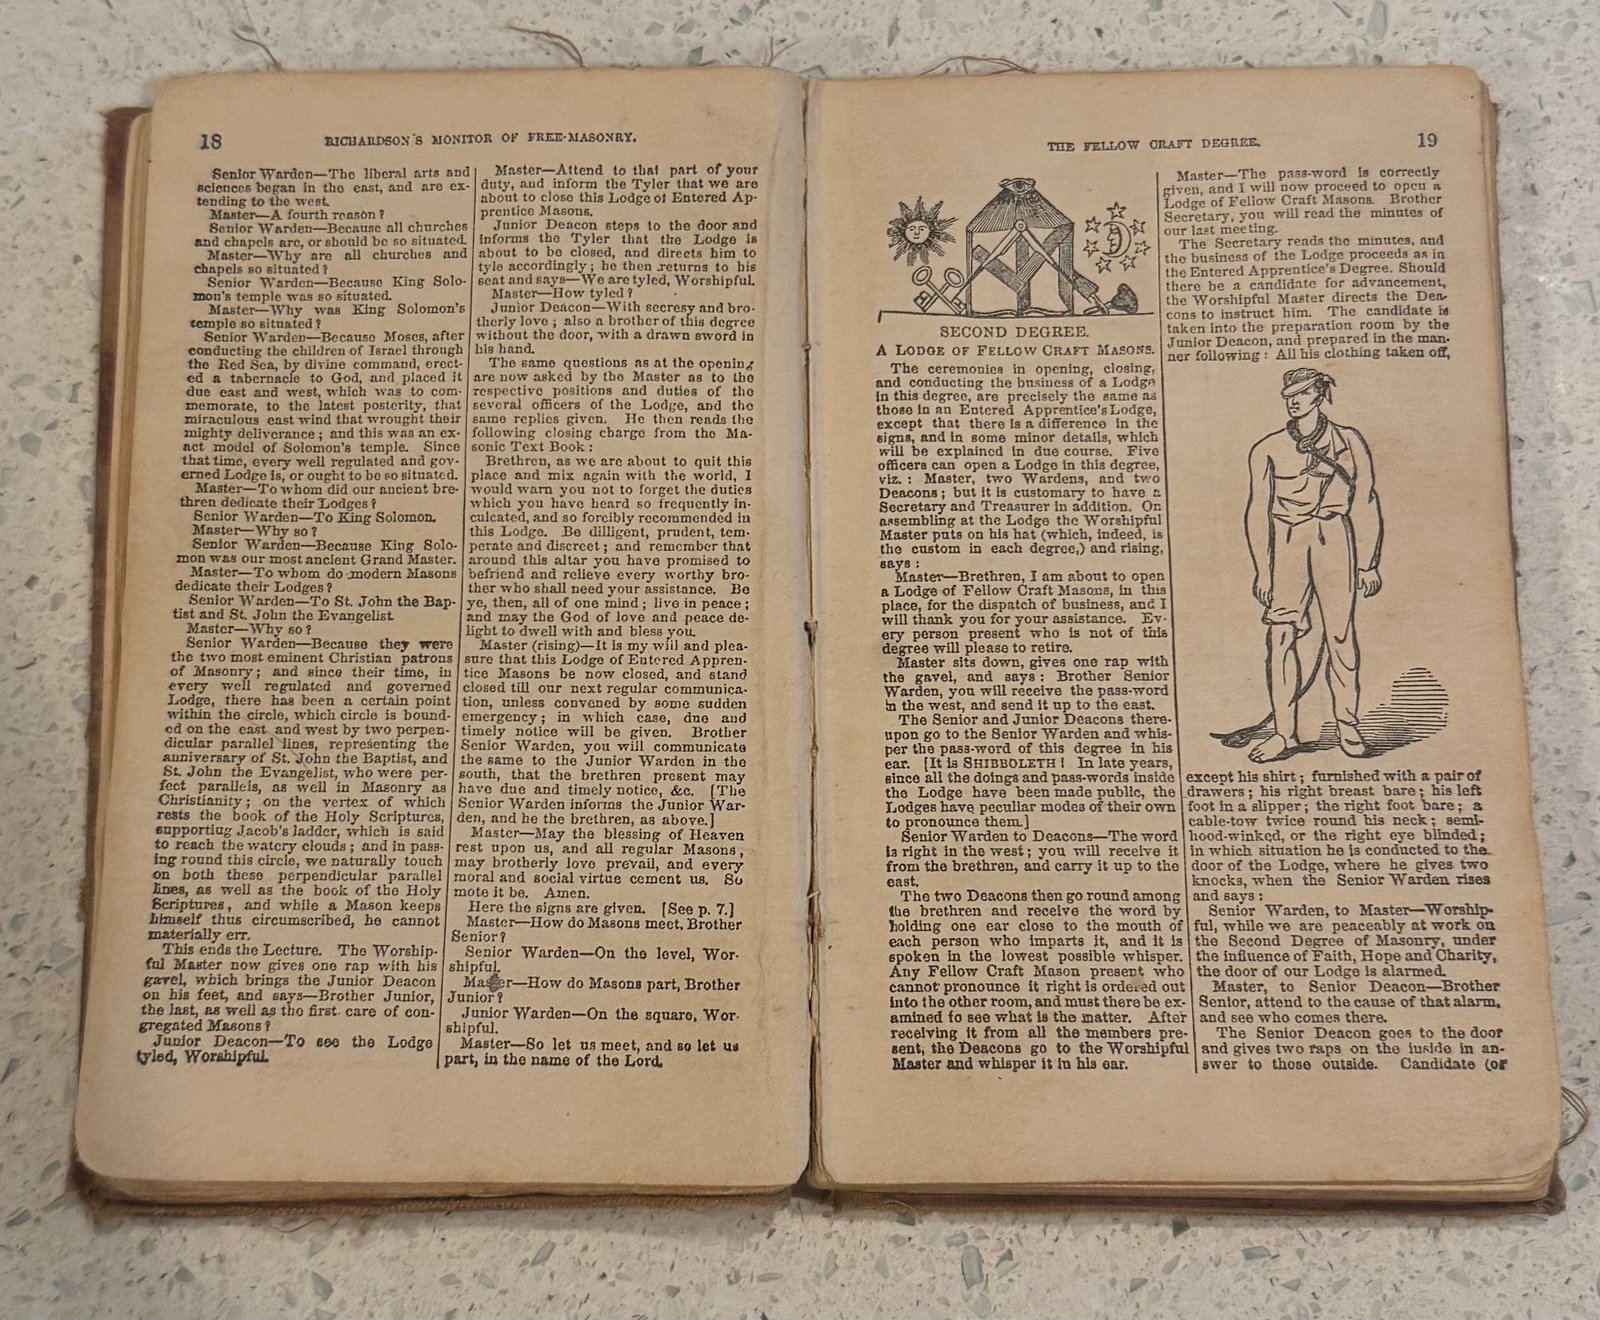 18
RICHARDSON'S MONITOR OF FREE-MASONRY.
Senior Warden—The liberal arts and
sciences began in the east, and are ex-
tending to the west.
Master—A fourth reason?
Senior Warden—Because all churches
and chapels are, or should be so situated.
Master—Why are all churches and
chapels so situated?
Senior Warden—Because King Solo-
mon's temple was so situated.
Master—Why was King Solomon's
temple so situated?
Senior Warden—Because Moses, after
conducting the children of Israel through
the Red Sea, by divine command, erect-
ed a tabernacle to God, and placed it
due east and west, which was to com-
memorate, to the latest posterity, that
miraculous east wind that wrought their
mighty deliverance; and this was an ex-
act model of Solomon's temple. Since
that time, every well regulated and gov-
erned Lodge is, or ought to be so situated.
Master—To whom did our ancient bre-
thren dedicate their Lodges?
Senior Warden—To King Solomon.
Master—Why so?
Senior Warden—Because King Solo-
mon was our most ancient Grand Master.
Master—To whom do modern Masons
dedicate their Lodges?
Senior Warden—To St. John the Bap-
tist and St. John the Evangelist
Master—Why so?
Senior Warden—Because they were
the two most eminent Christian patrons
of Masonry; and since their time, in
every well regulated and governed
Lodge, there has been a certain point
within the circle, which circle is bound-
ed on the east and west by two perpen-
dicular parallel lines, representing the
anniversary of St. John the Baptist, and
St. John the Evangelist, who were per-
fect parallels, as well in Masonry as
Christianity; on the vertex of which
rests the book of the Holy Scriptures,
supporting Jacob's ladder, which is said
to reach the watery clouds; and in pass-
ing round this circle, we naturally touch
on both these perpendicular parallel
lines, as well as the book of the Holy
Scriptures, and while a Mason keeps
himself thus circumscribed, he cannot
materially err.
This ends the Lecture. The Worship-
ful Master now gives one rap with his
gavel, which brings the Junior Deacon
on his feet, and says—Brother Junior,
the last, as well as the first care of con-
gregated Masons?
Junior Deacon—To see the Lodge
tyled, Worshipful.
Master—Attend to that part of your
duty, and inform the Tyler that we are
about to close this Lodge of Entered Ap-
prentice Masons.
Junior Deacon steps to the door and
informs the Tyler that the Lodge is
about to be closed, and directs him to
tyle accordingly; he then returns to his
seat and says—We are tyled, Worshipful.
Master—How tyled?
Junior Deacon—With secresy and bro-
therly love; also a brother of this degree
without the door, with a drawn sword in
his hand.
The same questions as at the opening
are now asked by the Master as to the
respective positions and duties of the
several officers of the Lodge, and the
same replies given. He then reads the
following closing charge from the Ma-
sonic Text Book:
Brethren, as we are about to quit this
place and mix again with the world, I
would warn you not to forget the duties
which you have heard so frequently in-
culcated, and so forcibly recommended in
this Lodge. Be dilligent, prudent, tem-
perate and discreet; and remember that
around this altar you have promised to
befriend and relieve every worthy bro-
ther who shall need your assistance. Be
ye, then, all of one mind; live in peace;
and may the God of love and peace de-
light to dwell with and bless you.
Master (rising)—It is my will and plea-
sure that this Lodge of Entered Appren-
tice Masons be now closed, and stand
closed till our next regular communica-
tion, unless convened by some sudden
emergency; in which case, due and
timely notice will be given. Brother
Senior Warden, you will communicate
the same to the Junior Warden in the
south, that the brethren present may
have due and timely notice, &c. [The
Senior Warden informs the Junior War-
den, and he the brethren, as above.]
Master—May the blessing of Heaven
rest upon us, and all regular Masons,
may brotherly love prevail, and every
moral and social virtue cement us. So
mote it be. Amen.
Here the signs are given. [See p. 7.]
Master—How do Masons meet, Brother
Senior?
Senior Warden—On the level, Wor-
shipful.
Master—How do Masons part, Brother
Junior?
Junior Warden—On the square, Wor-
shipful.
Master—So let us meet, and so let us
part, in the name of the Lord.
THE FELLOW CRAFT DEGREE.
19
SECOND DEGREE.
A LODGE OF FELLOW CRAFT MASONS.
The ceremonies in opening, closing,
and conducting the business of a Lodge
in this degree, are precisely the same as
those in an Entered Apprentice's Lodge,
except that there is a difference in the
signs, and in some minor details, which
will be explained in due course. Five
officers can open a Lodge in this degree,
viz.: Master, two Wardens, and two
Deacons; but it is customary to have a
Secretary and Treasurer in addition. On
assembling at the Lodge the Worshipful
Master puts on his hat (which, indeed, is
the custom in each degree,) and rising,
says:
Master—Brethren, I am about to open
a Lodge of Fellow Craft Masons, in this
place, for the dispatch of business, and I
will thank you for your assistance. Ev-
ery person present who is not of this
degree will please to retire.
Master sits down, gives one rap with
the gavel, and says: Brother Senior
Warden, you will receive the pass-word
in the west, and send it up to the east.
The Senior and Junior Deacons there-
upon go to the Senior Warden and whis-
per the pass-word of this degree in his
ear. [It is SHIBBOLETH! In late years,
since all the doings and pass-words inside
the Lodge have been made public, the
Lodges have peculiar modes of their own
to pronounce them.]
Senior Warden to Deacons—The word
is right in the west; you will receive it
from the brethren, and carry it up to the
east.
The two Deacons then go round among
the brethren and receive the word by
holding one ear close to the mouth of
each person who imparts it, and it is
spoken in the lowest possible whisper.
Any Fellow Craft Mason present who
cannot pronounce it right is ordered out
into the other room, and must there be ex-
amined to see what is the matter. After
receiving it from all the members pre-
sent, the Deacons go to the Worshipful
Master and whisper it in his ear.
Master—The pass-word is correctly
given, and I will now proceed to open a
Lodge of Fellow Craft Masons. Brother
Secretary, you will read the minutes of
our last meeting.
The Secretary reads the minutes, and
the business of the Lodge proceeds as in
the Entered Apprentice's Degree. Should
there be a candidate for advancement,
the Worshipful Master directs the Dea-
cons to instruct him. The candidate is
taken into the preparation room by the
Junior Deacon, and prepared in the man-
ner following: All his clothing taken off,
except his shirt; furnished with a pair of
drawers; his right breast bare; his left
foot in a slipper; the right foot bare; a
cable-tow twice round his neck; semi-
hood-winked, or the right eye blinded;
in which situation he is conducted to the
door of the Lodge, where he gives two
knocks, when the Senior Warden rises
and says:
Senior Warden, to Master—Worship-
ful, while we are peaceably at work on
the Second Degree of Masonry, under
the influence of Faith, Hope and Charity,
the door of our Lodge is alarmed.
Master, to Senior Deacon—Brother
Senior, attend to the cause of that alarm,
and see who comes there.
The Senior Deacon goes to the door
and gives two raps on the inside in an-
swer to those outside. Candidate (or